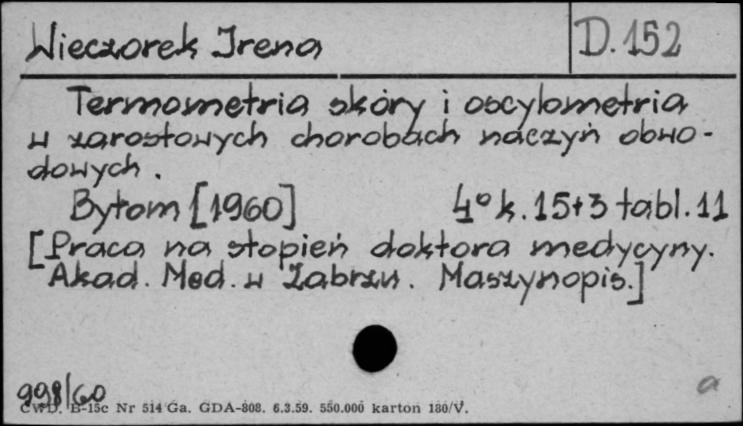 Wieczorek Irena D.152
Termometria skóry i oscylometria
w zarostowych chorobach naczyń obwo-
dowych.
Bytom [1960] 4° k. 15+3 tabl. 11
[Praca na stopień doktora medycyny.
Akad. Med. w Zabrzu. Maszynopis.]
998/60 a
CWD. B-15c Nr 514 Ga. GDA-808. 6.3.59. 550.000 karton 180/V.